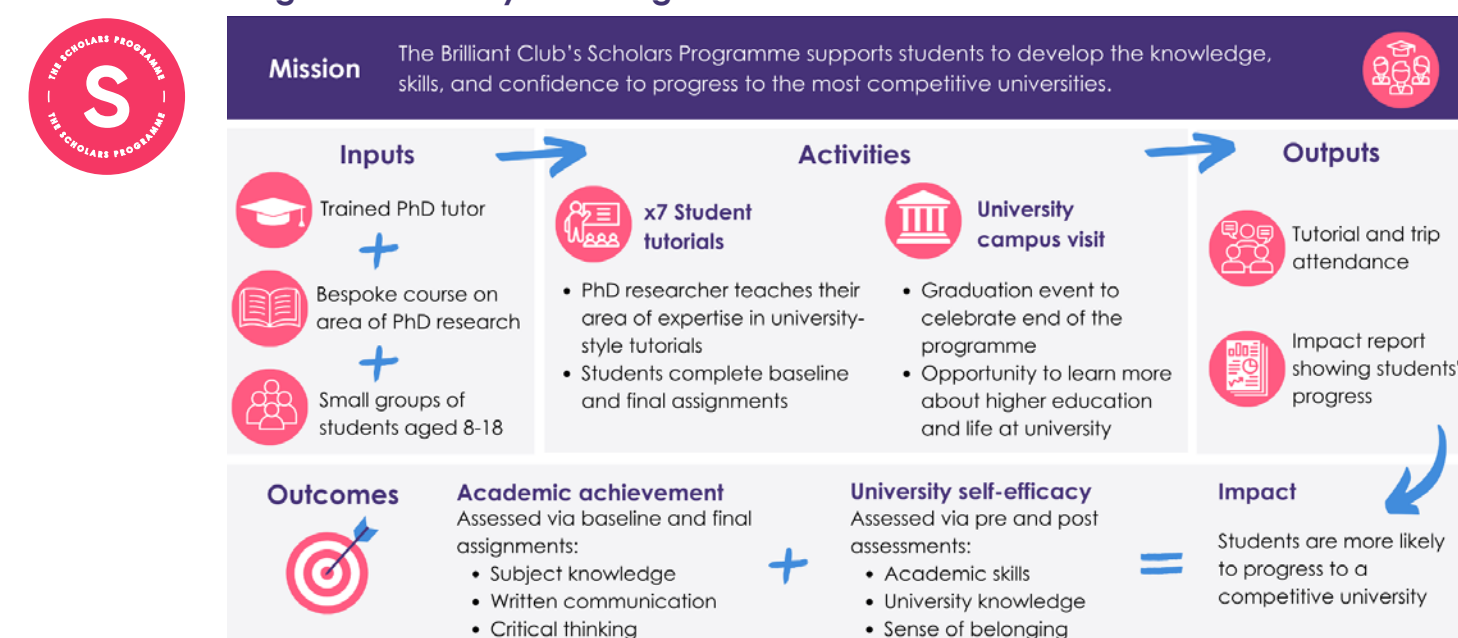 THE SCHOLARS PROGRAMME
S
THE SCHOLARS PROGRAMME
Mission
The Brilliant Club's Scholars Programme supports students to develop the knowledge,
skills, and confidence to progress to the most competitive universities.
Inputs
Trained PhD tutor
+
Bespoke course on
area of PhD research
+
Small groups of
students aged 8-18
Activities
x7 Student
tutorials
• PhD researcher teaches their
area of expertise in university-
style tutorials
• Students complete baseline
and final assignments
University
campus visit
• Graduation event to
celebrate end of the
programme
• Opportunity to learn more
about higher education
and life at university
Outputs
Tutorial and trip
attendance
Impact report
showing students'
progress
Outcomes
Academic achievement
Assessed via baseline and final
assignments:
• Subject knowledge
• Written communication
• Critical thinking
+
University self-efficacy
Assessed via pre and post
assessments:
• Academic skills
• University knowledge
• Sense of belonging
=
Impact
Students are more likely
to progress to a
competitive university